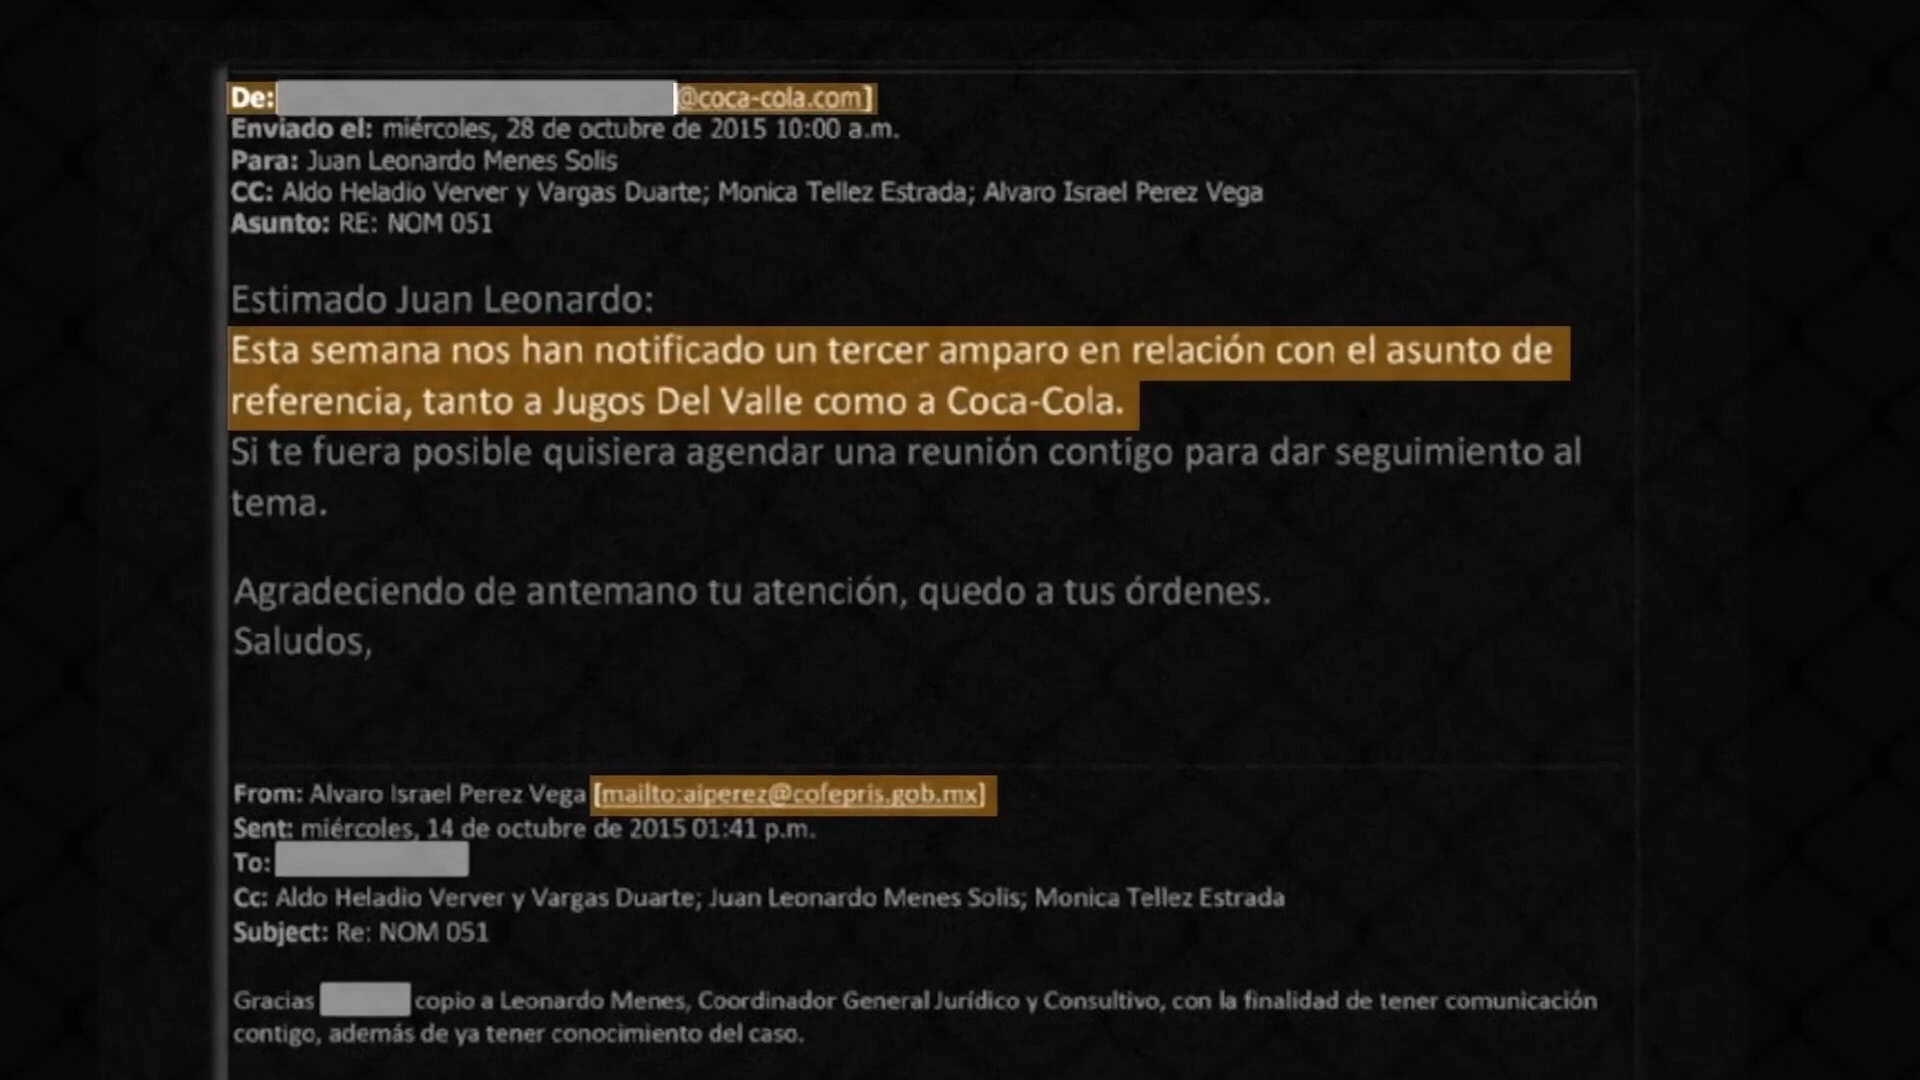 De: @coca-cola.com]
Enviado el: miércoles, 28 de octubre de 2015 10:00 a.m.
Para: Juan Leonardo Menes Solis
CC: Aldo Heladio Verver y Vargas Duarte; Monica Tellez Estrada; Alvaro Israel Perez Vega
Asunto: RE: NOM 051
Estimado Juan Leonardo:
Esta semana nos han notificado un tercer amparo en relación con el asunto de
referencia, tanto a Jugos Del Valle como a Coca-Cola.
Si te fuera posible quisiera agendar una reunión contigo para dar seguimiento al
tema.
Agradeciendo de antemano tu atención, quedo a tus órdenes.
Saludos,
From: Alvaro Israel Perez Vega [mailto:aiperez@cofepris.gob.mx]
Sent: miércoles, 14 de octubre de 2015 01:41 p.m.
To:
Cc: Aldo Heladio Verver y Vargas Duarte; Juan Leonardo Menes Solis; Monica Tellez Estrada
Subject: Re: NOM 051
Gracias copio a Leonardo Menes, Coordinador General Jurídico y Consultivo, con la finalidad de tener comunicación
contigo, además de ya tener conocimiento del caso.